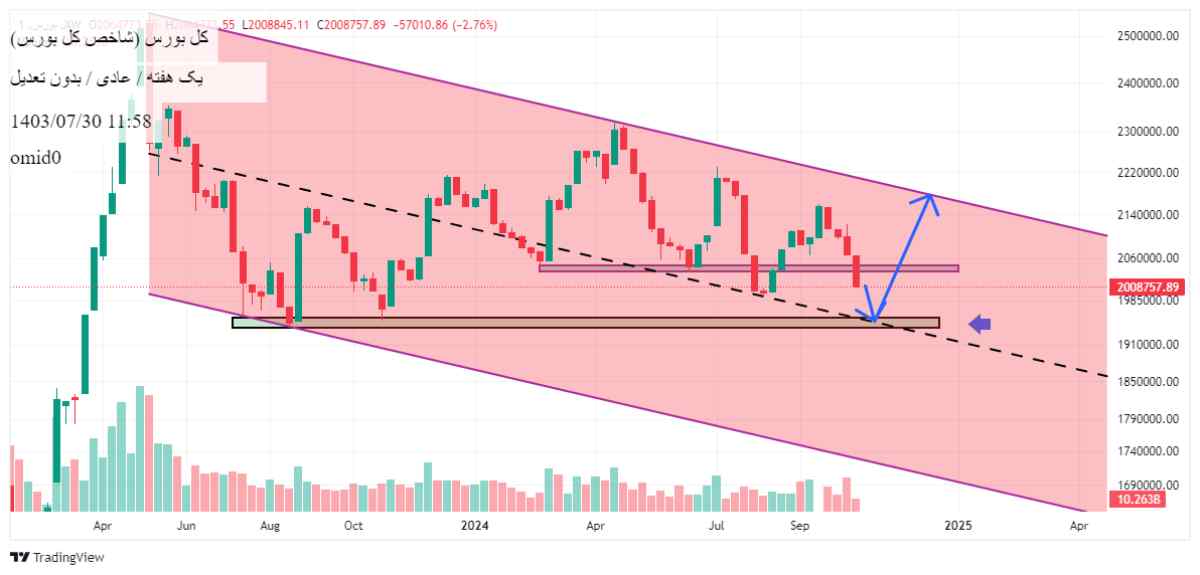 L2008845.11 C2008757.89 −57010.86 (−2.76%)
کل بورس (شاخص کل بورس)
یک هفته / عادی / بدون تعدیل
1403/07/30 11:58
omid0
2500000.00
2400000.00
2300000.00
2220000.00
2140000.00
2060000.00
2008757.89
1985000.00
1910000.00
1850000.00
1790000.00
1740000.00
1690000.00
10.263B
Apr Jun Aug Oct 2024 Apr Jul Sep 2025 Apr
TradingView